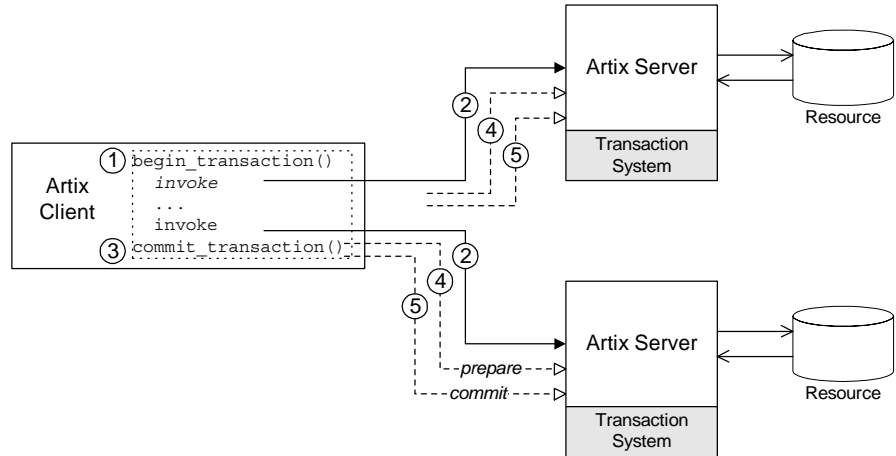 Artix Server
Transaction
System
Resource
2
4
5
Artix
Client
1
begin_transaction()
invoke
...
invoke
3
commit_transaction()
2
4
5
prepare
commit
Artix Server
Transaction
System
Resource